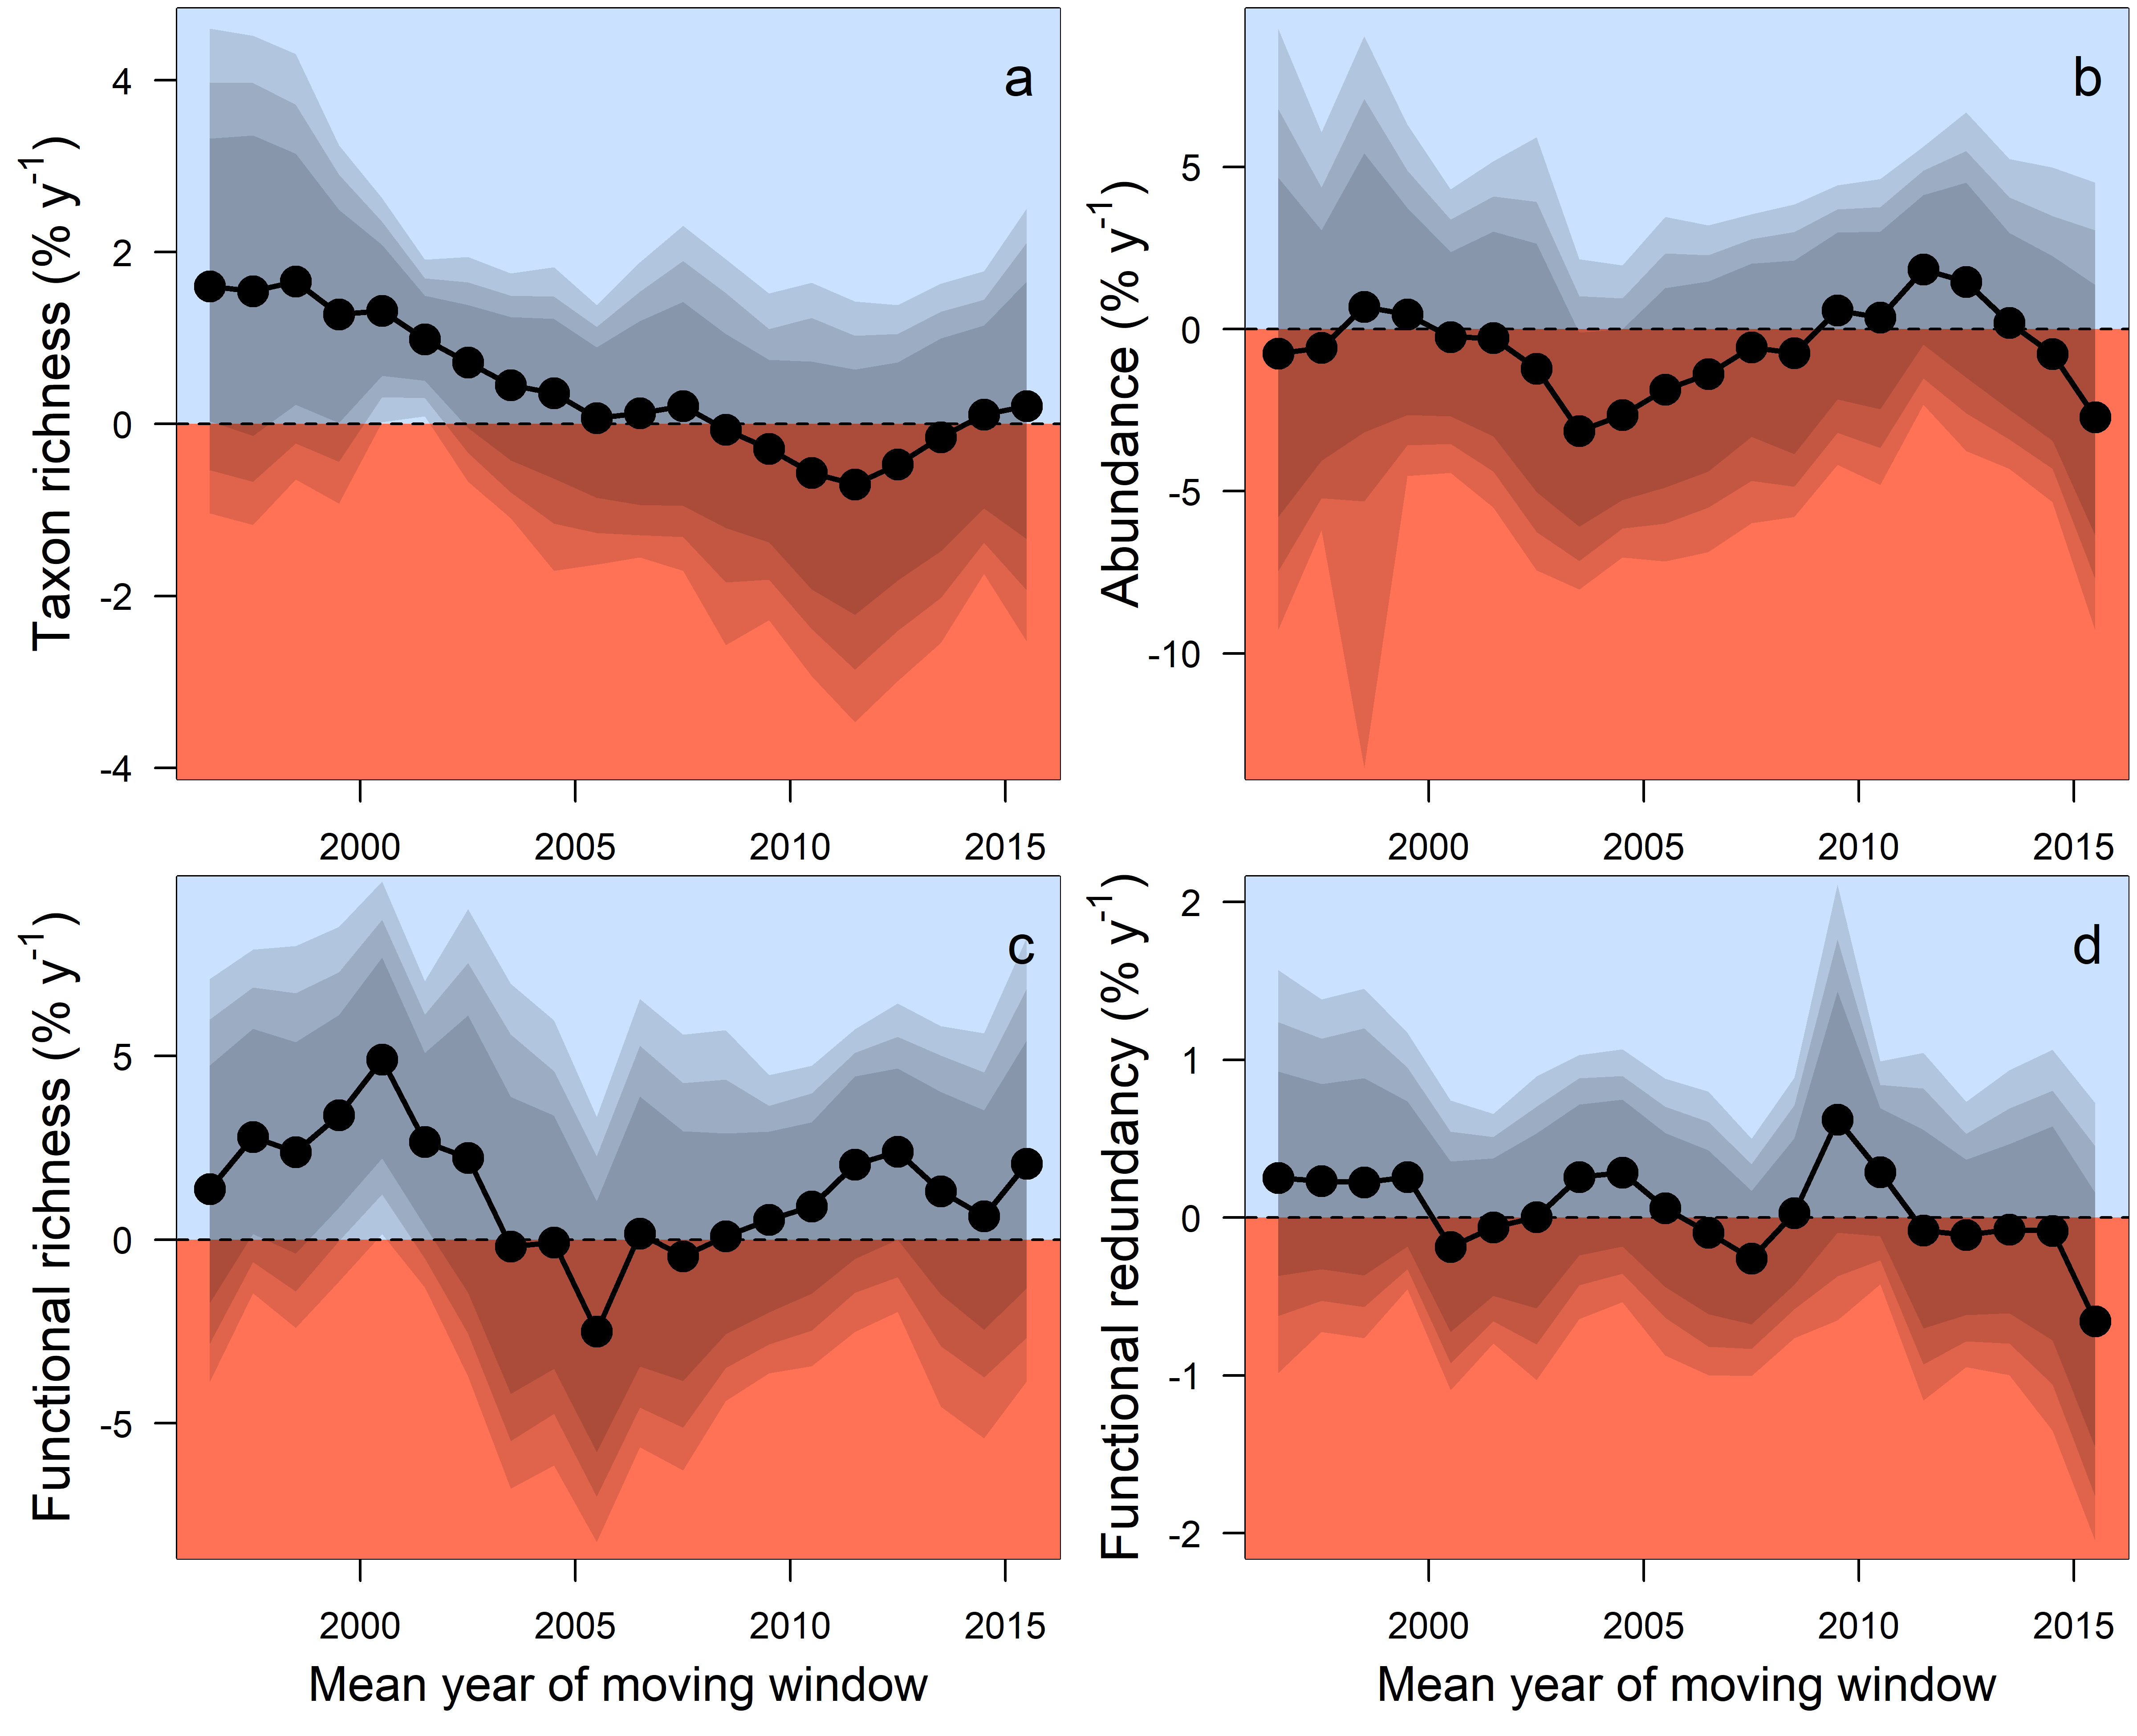 Taxon richness (% y-1)
4
2
0
-2
-4
a
2000 2005 2010 2015
Abundance (% y-1)
5
0
-5
-10
b
2000 2005 2010 2015
Functional richness (% y-1)
5
0
-5
c
2000 2005 2010 2015
Mean year of moving window
Functional redundancy (% y-1)
2
1
0
-1
-2
d
2000 2005 2010 2015
Mean year of moving window